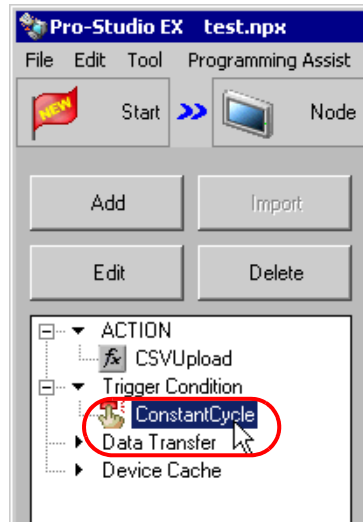 Pro-Studio EX test.npx
File Edit Tool Programming Assist
NEW Start Node
Add Import
Edit Delete
ACTION
fx CSVUpload
Trigger Condition
ConstantCycle
Data Transfer
Device Cache